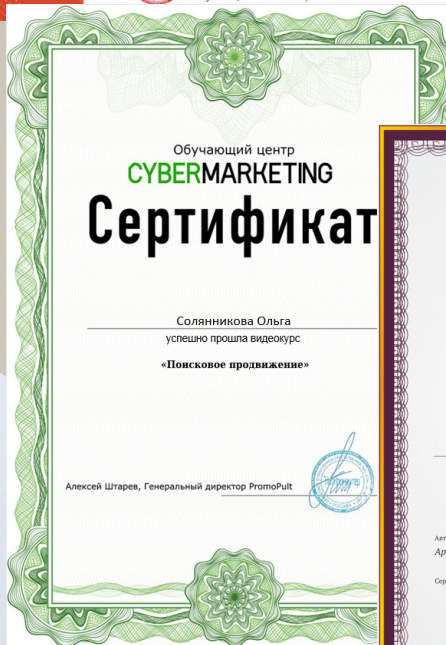 Обучающий центр
CYBERMARKETING
Сертификат
Солянникова Ольга
успешно прошла видеокурс
«Поисковое продвижение»
Алексей Штарев, Генеральный директор PromoPult